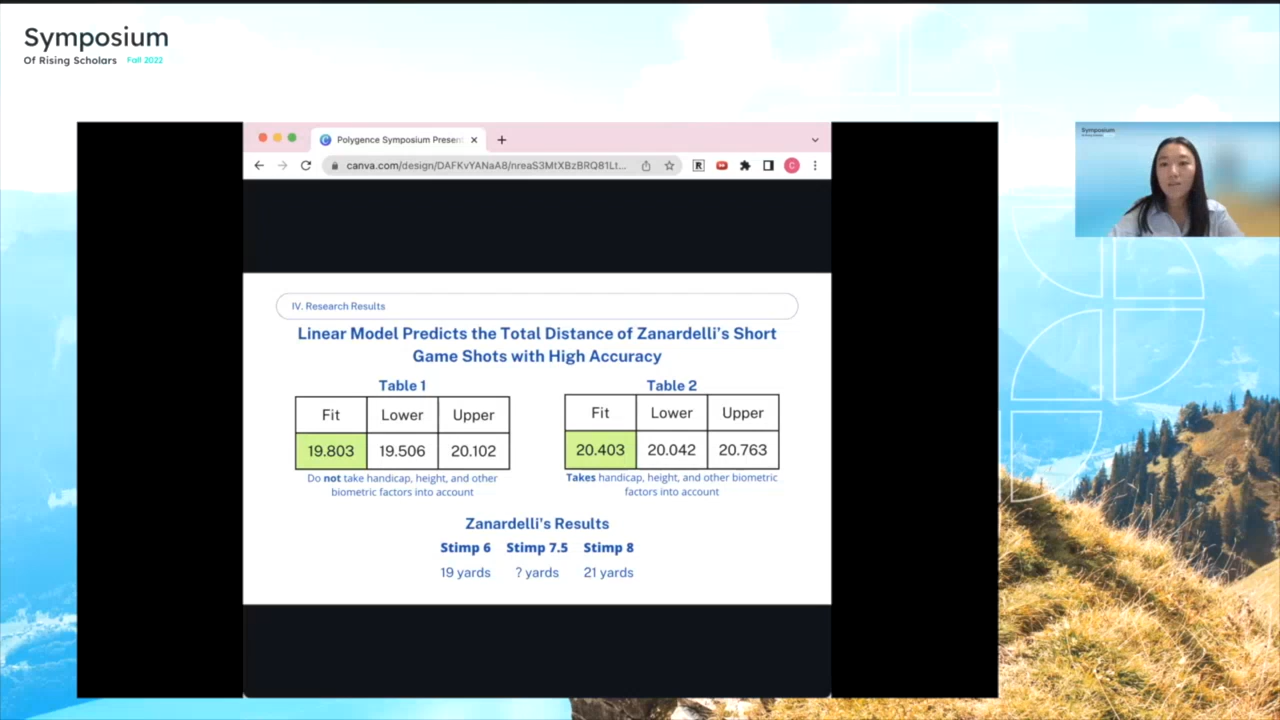 Symposium
Of Rising Scholars Fall 2022
Polygence Symposium Presen
canva.com/design/DAFKvYANaA8/nreaS3MtXBzBRQ81Lt...
IV. Research Results
Linear Model Predicts the Total Distance of Zanardelli's Short
Game Shots with High Accuracy
Table 1
Fit Lower Upper
19.803 19.506 20.102
Do not take handicap, height, and other
biometric factors into account
Table 2
Fit Lower Upper
20.403 20.042 20.763
Takes handicap, height, and other biometric
factors into account
Zanardelli's Results
Stimp 6 Stimp 7.5 Stimp 8
19 yards ? yards 21 yards
Symposium